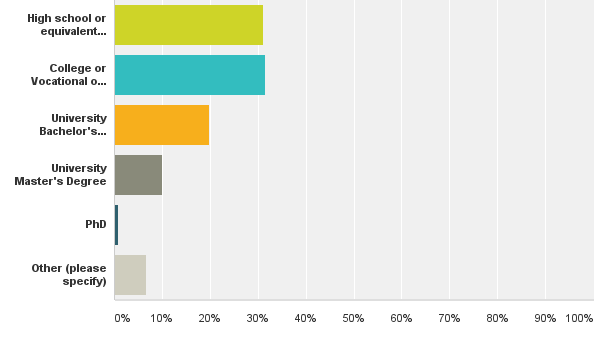 High school or
equivalent...
College or
Vocational o...
University
Bachelor's...
University
Master's Degree
PhD
Other (please
specify)
0% 10% 20% 30% 40% 50% 60% 70% 80% 90% 100%